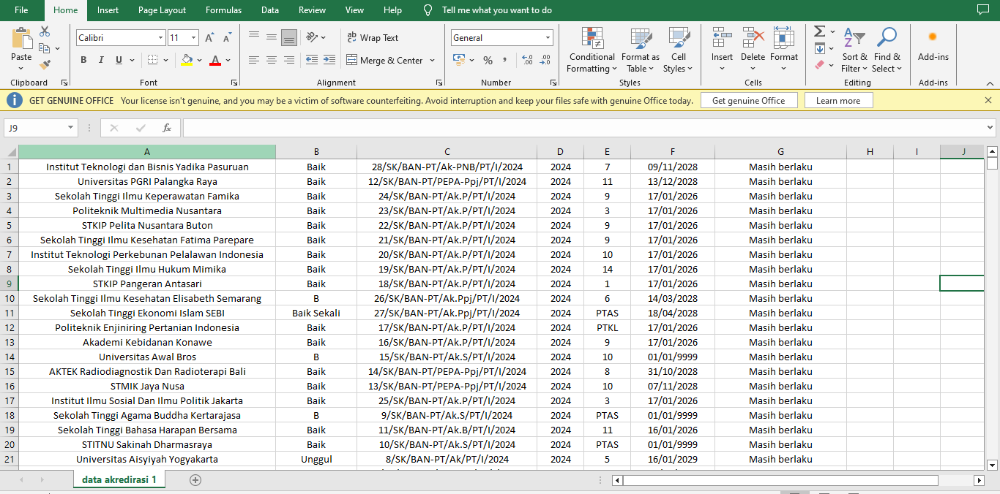 File Home Insert Page Layout Formulas Data Review View Help Tell me what you want to do
Calibri 11 Wrap Text General
Paste B I U Merge & Center % , Conditional Formatting Format as Table Cell Styles Insert Delete Format Sort & Filter Find & Select Add-ins
Clipboard Font Alignment Number Styles Cells Editing Add-ins
GET GENUINE OFFICE Your license isn't genuine, and you may be a victim of software counterfeiting. Avoid interruption and keep your files safe with genuine Office today. Get genuine Office Learn more
J9 fx
A B C D E F G H I J
1 Institut Teknologi dan Bisnis Yadika Pasuruan Baik 28/SK/BAN-PT/Ak-PNB/PT/I/2024 2024 7 09/11/2028 Masih berlaku
2 Universitas PGRI Palangka Raya Baik 12/SK/BAN-PT/PEPA-Ppj/PT/I/2024 2024 11 13/12/2028 Masih berlaku
3 Sekolah Tinggi Ilmu Keperawatan Famika Baik 24/SK/BAN-PT/Ak.P/PT/I/2024 2024 9 17/01/2026 Masih berlaku
4 Politeknik Multimedia Nusantara Baik 23/SK/BAN-PT/Ak.P/PT/I/2024 2024 3 17/01/2026 Masih berlaku
5 STKIP Pelita Nusantara Buton Baik 22/SK/BAN-PT/Ak.P/PT/I/2024 2024 9 17/01/2026 Masih berlaku
6 Sekolah Tinggi Ilmu Kesehatan Fatima Parepare Baik 21/SK/BAN-PT/Ak.P/PT/I/2024 2024 9 17/01/2026 Masih berlaku
7 Institut Teknologi Perkebunan Pelalawan Indonesia Baik 20/SK/BAN-PT/Ak.P/PT/I/2024 2024 10 17/01/2026 Masih berlaku
8 Sekolah Tinggi Ilmu Hukum Mimika Baik 19/SK/BAN-PT/Ak.P/PT/I/2024 2024 14 17/01/2026 Masih berlaku
9 STKIP Pangeran Antasari Baik 18/SK/BAN-PT/Ak.P/PT/I/2024 2024 1 17/01/2026 Masih berlaku
10 Sekolah Tinggi Ilmu Kesehatan Elisabeth Semarang B 26/SK/BAN-PT/Ak.Ppj/PT/I/2024 2024 6 14/03/2028 Masih berlaku
11 Sekolah Tinggi Ekonomi Islam SEBI Baik Sekali 27/SK/BAN-PT/Ak.Ppj/PT/I/2024 2024 PTAS 18/04/2028 Masih berlaku
12 Politeknik Enjiniring Pertanian Indonesia Baik 17/SK/BAN-PT/Ak.P/PT/I/2024 2024 PTKL 17/01/2026 Masih berlaku
13 Akademi Kebidanan Konawe Baik 16/SK/BAN-PT/Ak.P/PT/I/2024 2024 9 17/01/2026 Masih berlaku
14 Universitas Awal Bros B 15/SK/BAN-PT/Ak.S/PT/I/2024 2024 10 01/01/9999 Masih berlaku
15 AKTEK Radiodiagnostik Dan Radioterapi Bali Baik 14/SK/BAN-PT/PEPA-Ppj/PT/I/2024 2024 8 31/10/2028 Masih berlaku
16 STMIK Jaya Nusa Baik 13/SK/BAN-PT/PEPA-Ppj/PT/I/2024 2024 10 07/11/2028 Masih berlaku
17 Institut Ilmu Sosial Dan Ilmu Politik Jakarta Baik 25/SK/BAN-PT/Ak.P/PT/I/2024 2024 3 17/01/2026 Masih berlaku
18 Sekolah Tinggi Agama Buddha Kertarajasa B 9/SK/BAN-PT/Ak.S/PT/I/2024 2024 PTAS 01/01/9999 Masih berlaku
19 Sekolah Tinggi Bahasa Harapan Bersama Baik 11/SK/BAN-PT/Ak.B/PT/I/2024 2024 11 16/01/2026 Masih berlaku
20 STITNU Sakinah Dharmasraya Baik 10/SK/BAN-PT/Ak.S/PT/I/2024 2024 PTAS 01/01/9999 Masih berlaku
21 Universitas Aisyiyah Yogyakarta Unggul 8/SK/BAN-PT/Ak/PT/I/2024 2024 5 16/01/2029 Masih berlaku
data akredirasi 1